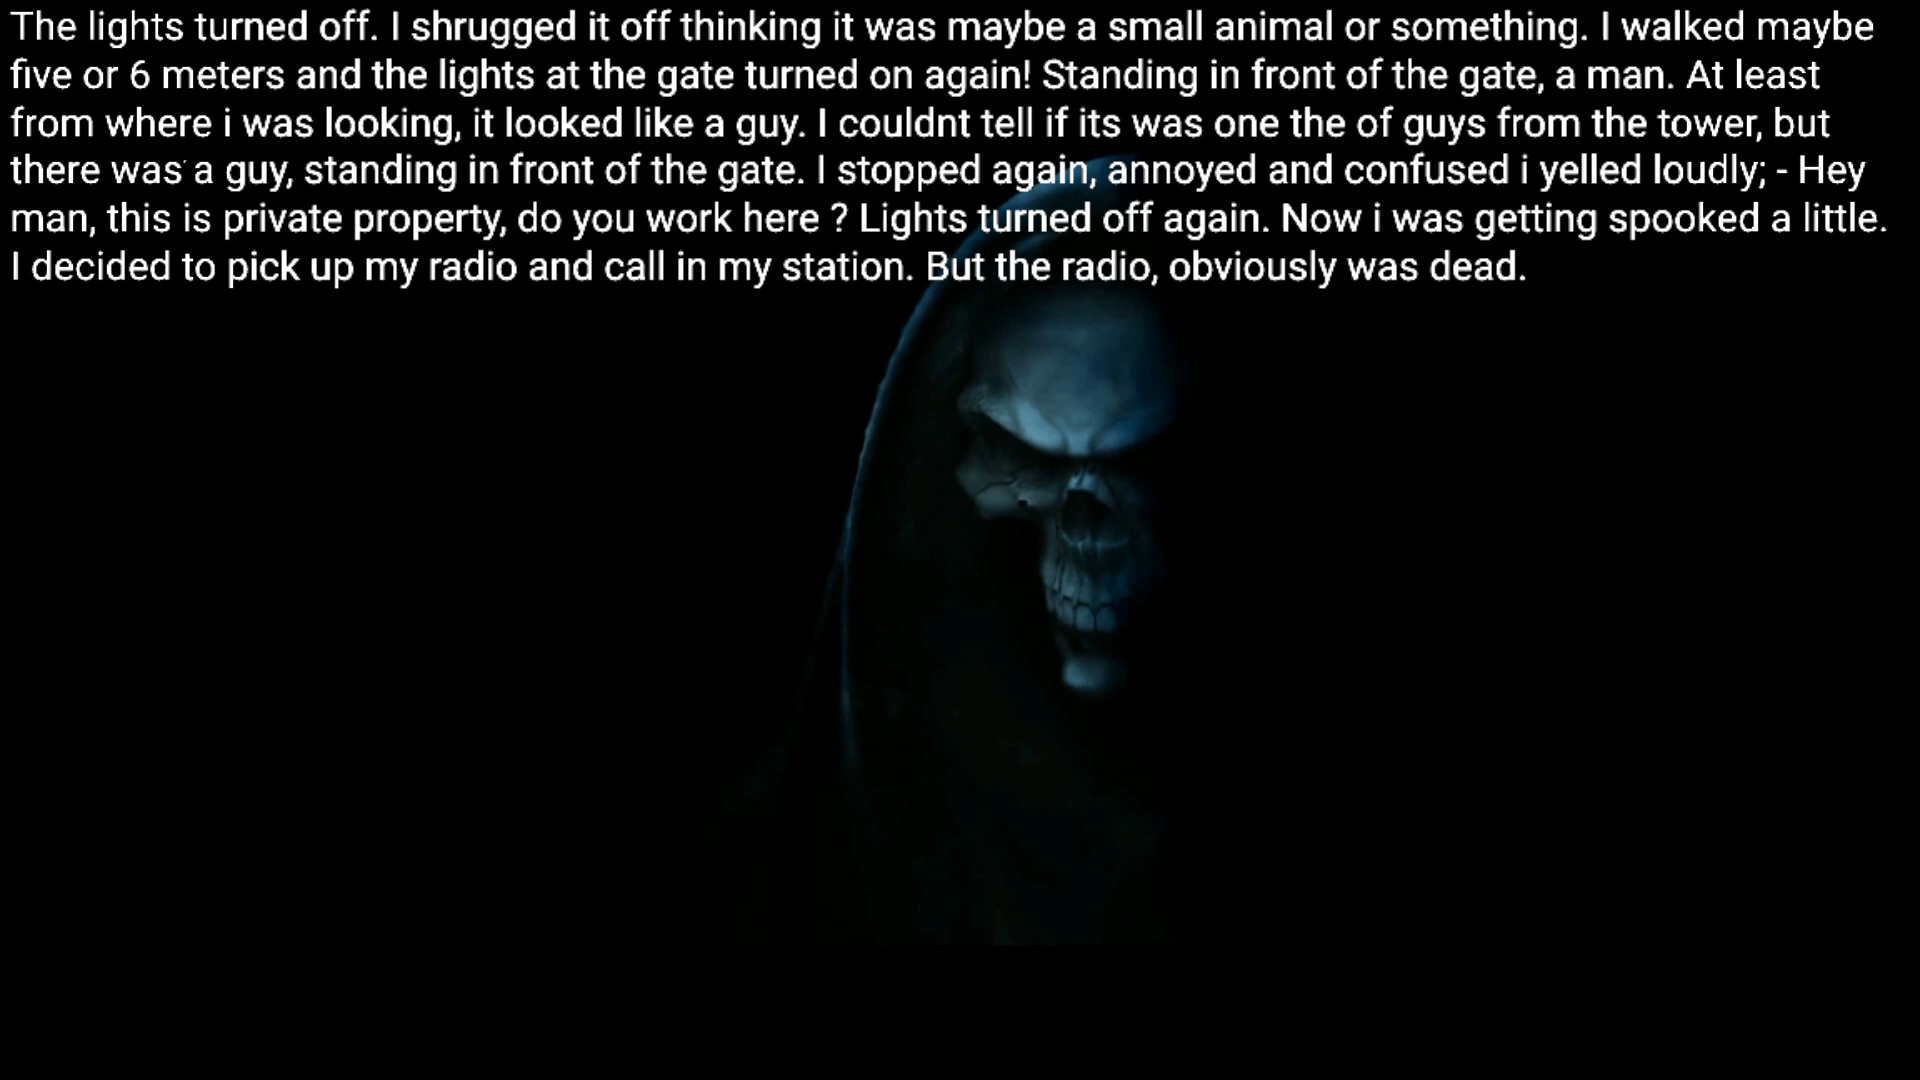 The lights turned off. I shrugged it off thinking it was maybe a small animal or something. I walked maybe
five or 6 meters and the lights at the gate turned on again! Standing in front of the gate, a man. At least
from where i was looking, it looked like a guy. I couldnt tell if its was one the of guys from the tower, but
there was a guy, standing in front of the gate. I stopped again, annoyed and confused i yelled loudly; - Hey
man, this is private property, do you work here ? Lights turned off again. Now i was getting spooked a little.
I decided to pick up my radio and call in my station. But the radio, obviously was dead.